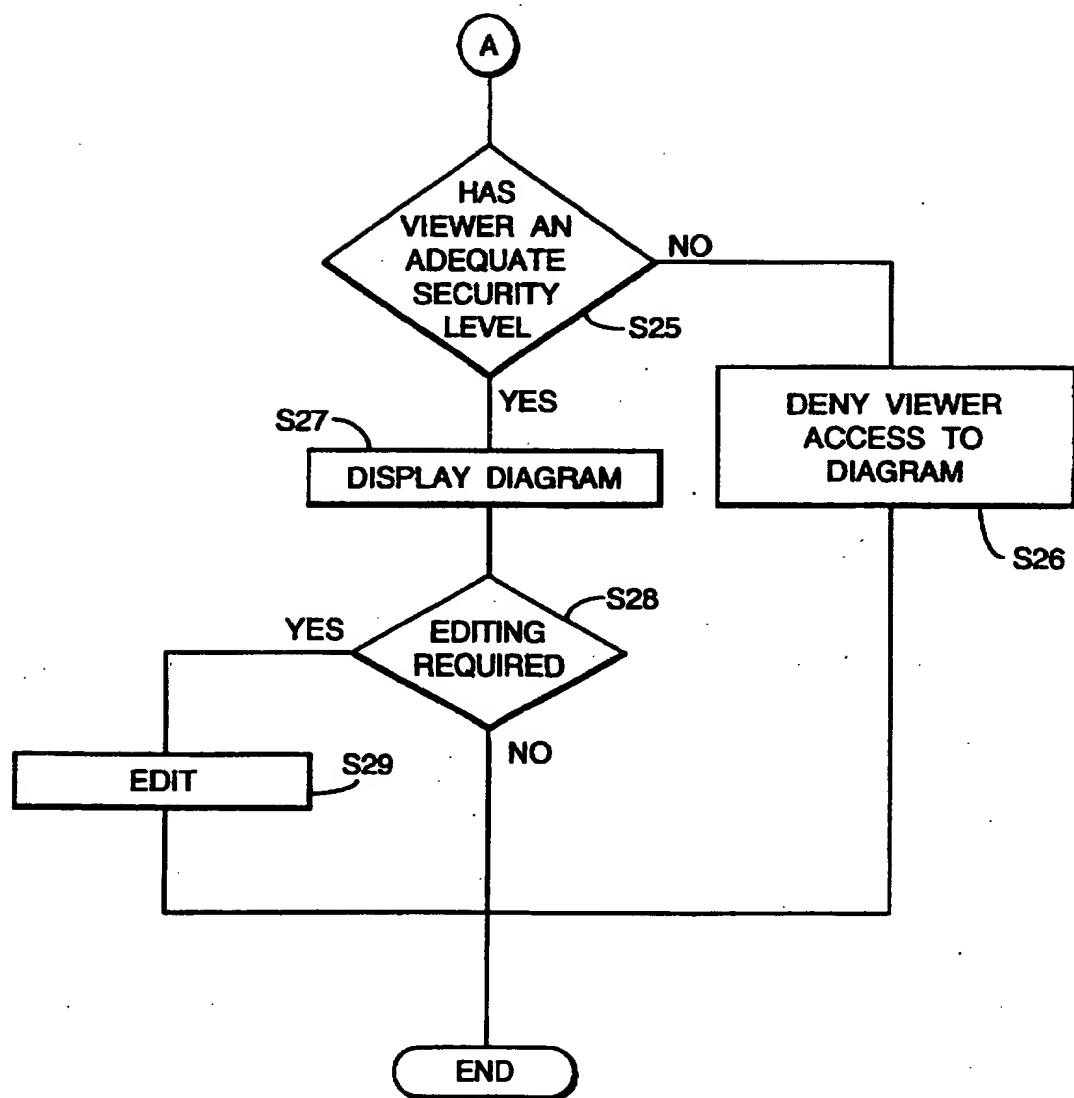 A
HAS
VIEWER AN
ADEQUATE
SECURITY
LEVEL
NO
S25
YES
DENY VIEWER
ACCESS TO
DIAGRAM
S26
S27
DISPLAY DIAGRAM
S28
EDITING
REQUIRED
YES
NO
EDIT
S29
END